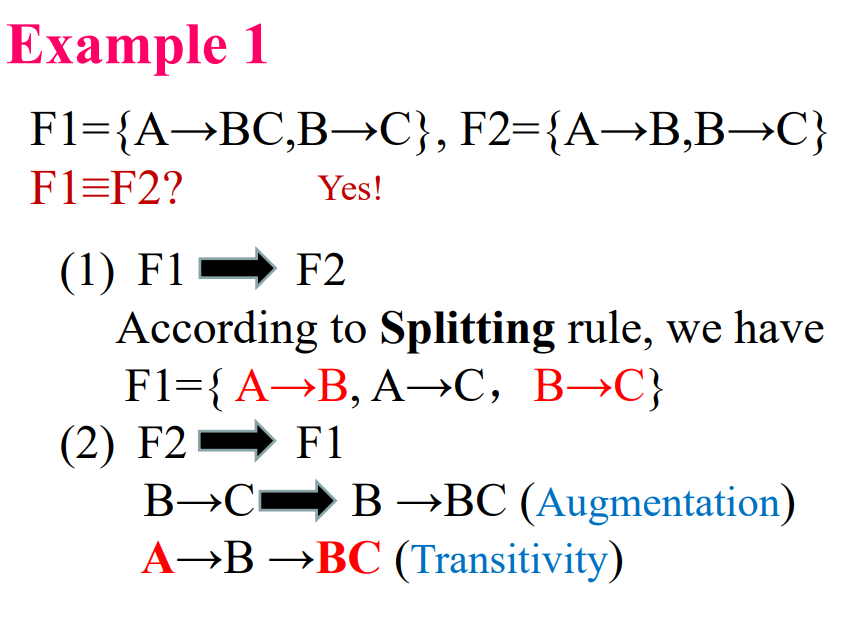 Example 1
F1={A→BC,B→C}, F2={A→B,B→C}
F1≡F2? Yes!
(1) F1 ➡ F2
According to Splitting rule, we have
F1={ A→B, A→C, B→C}
(2) F2 ➡ F1
B→C ➡ B →BC (Augmentation)
A→B →BC (Transitivity)